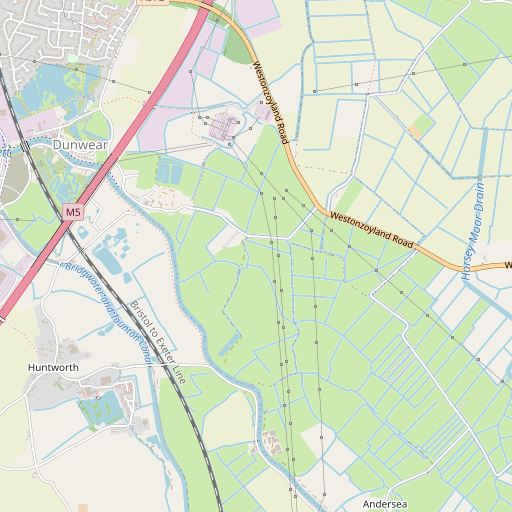 Westonzoyland Road
Dunwear
M5
Horsey Moor Drain
Westonzoyland Road
W
Bridgwater and Taunton Canal
Bristol to Exeter Line
Huntworth
Andersea